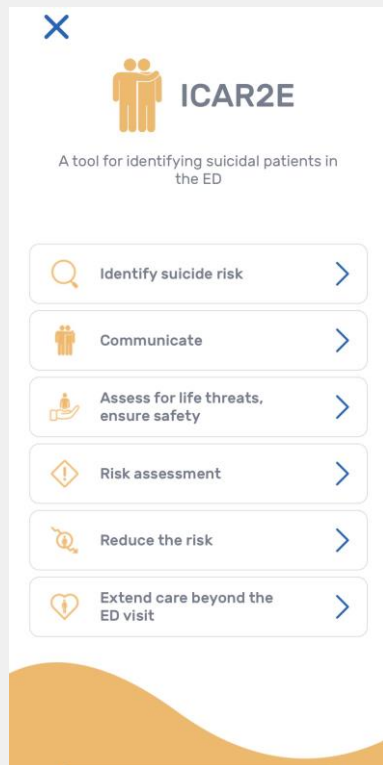 ICAR2E
A tool for identifying suicidal patients in
the ED
Identify suicide risk
Communicate
Assess for life threats,
ensure safety
Risk assessment
Reduce the risk
Extend care beyond the
ED visit